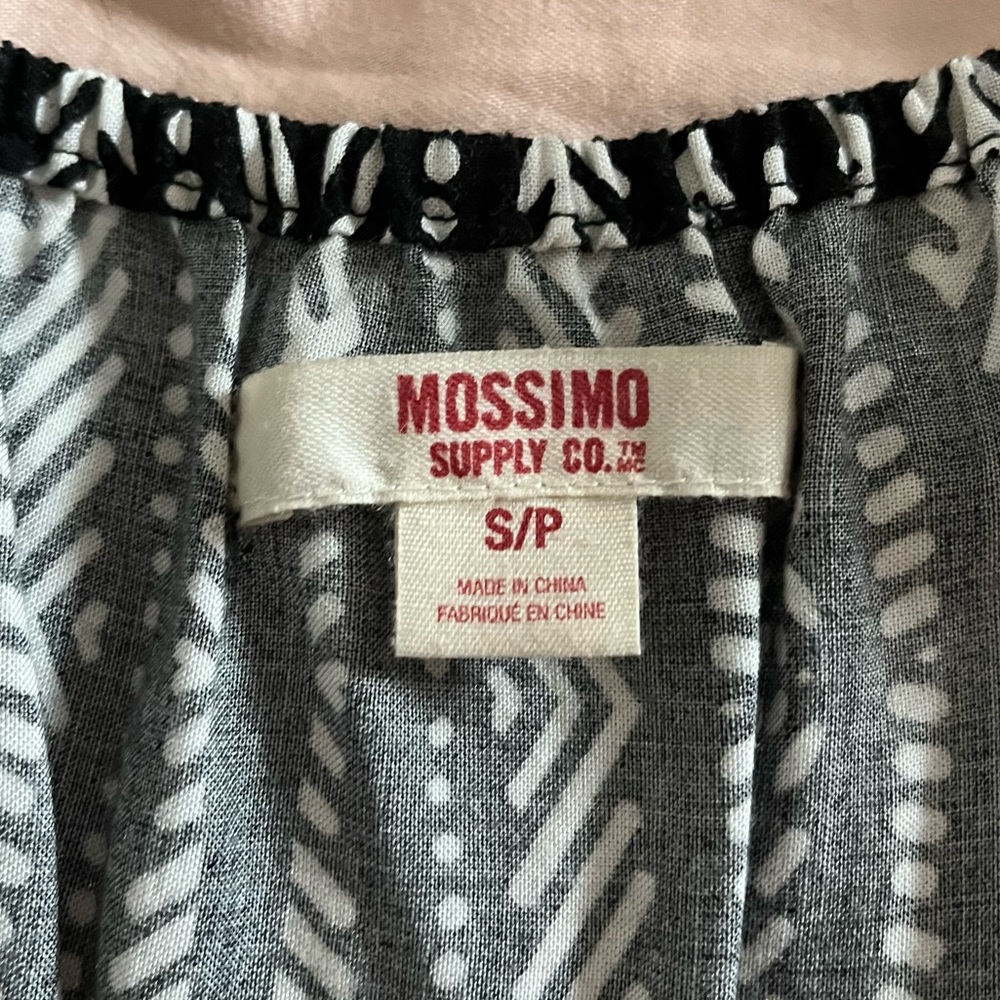 MOSSIMO
SUPPLY CO.™ MC
S/P
MADE IN CHINA
FABRIQUÉ EN CHINE